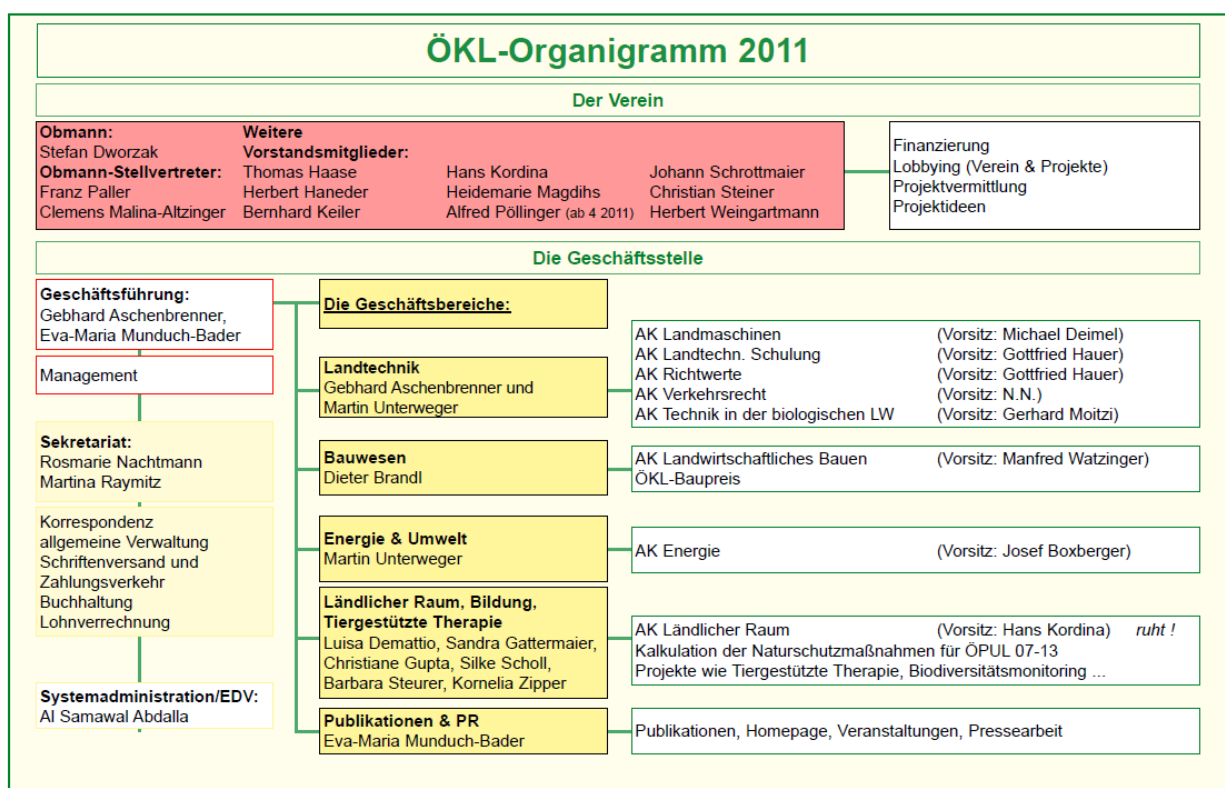 ÖKL-Organigramm 2011
Der Verein
Obmann:
Stefan Dworzak
Obmann-Stellvertreter:
Franz Paller
Clemens Malina-Altzinger
Weitere
Vorstandsmitglieder:
Thomas Haase
Herbert Haneder
Bernhard Keiler
Hans Kordina
Heidemarie Magdihs
Alfred Pöllinger (ab 4 2011)
Johann Schrottmaier
Christian Steiner
Herbert Weingartmann
Finanzierung
Lobbying (Verein & Projekte)
Projektvermittlung
Projektideen
Die Geschäftsstelle
Geschäftsführung:
Gebhard Aschenbrenner,
Eva-Maria Munduch-Bader
Management
Sekretariat:
Rosmarie Nachtmann
Martina Raymitz
Korrespondenz
allgemeine Verwaltung
Schriftenversand und
Zahlungsverkehr
Buchhaltung
Lohnverrechnung
Systemadministration/EDV:
Al Samawal Abdalla
Die Geschäftsbereiche:
Landtechnik
Gebhard Aschenbrenner und
Martin Unterweger
AK Landmaschinen (Vorsitz: Michael Deimel)
AK Landtechn. Schulung (Vorsitz: Gottfried Hauer)
AK Richtwerte (Vorsitz: Gottfried Hauer)
AK Verkehrsrecht (Vorsitz: N.N.)
AK Technik in der biologischen LW (Vorsitz: Gerhard Moitzi)
Bauwesen
Dieter Brandl
AK Landwirtschaftliches Bauen (Vorsitz: Manfred Watzinger)
ÖKL-Baupreis
Energie & Umwelt
Martin Unterweger
AK Energie (Vorsitz: Josef Boxberger)
Ländlicher Raum, Bildung,
Tiergestützte Therapie
Luisa Demattio, Sandra Gattermaier,
Christiane Gupta, Silke Scholl,
Barbara Steurer, Kornelia Zipper
AK Ländlicher Raum (Vorsitz: Hans Kordina) ruht !
Kalkulation der Naturschutzmaßnahmen für ÖPUL 07-13
Projekte wie Tiergestützte Therapie, Biodiversitätsmonitoring ...
Publikationen & PR
Eva-Maria Munduch-Bader
Publikationen, Homepage, Veranstaltungen, Pressearbeit